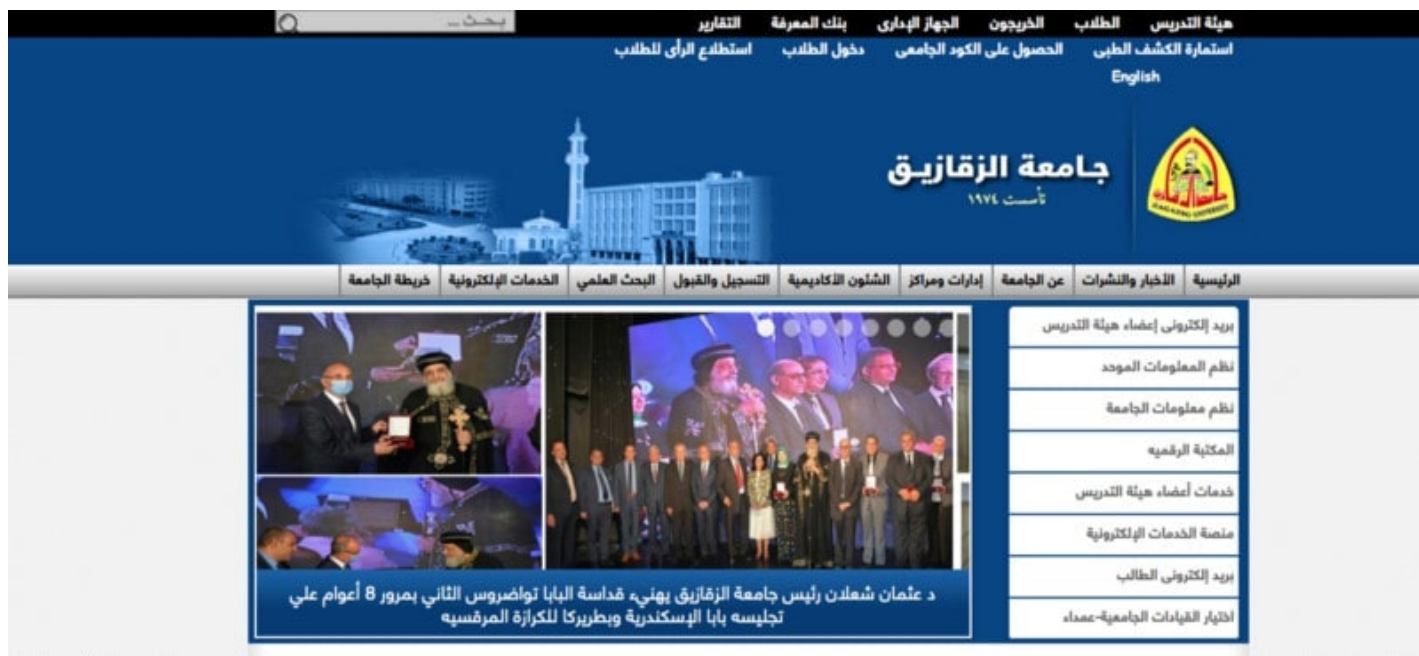 هيئة التدريس الطلاب الخريجون الجهاز الإدارى بنك المعرفة التقارير بحث...
استمارة الكشف الطبى الحصول على الكود الجامعى دخول الطلاب استطلاع الرأى للطلاب
English
جامعة الزقازيق
تأسست ١٩٧٤
ZAGAZIG UNIVERSITY
الرئيسية الأخبار والنشرات عن الجامعة إدارات ومراكز الشئون الأكاديمية التسجيل والقبول البحث العلمي الخدمات الإلكترونية خريطة الجامعة
بريد إلكترونى إعضاء هيئة التدريس
نظم المعلومات الموحد
نظم معلومات الجامعة
المكتبة الرقميه
خدمات أعضاء هيئة التدريس
منصة الخدمات الإلكترونية
بريد إلكترونى الطالب
اختيار القيادات الجامعية-عمداء
د عثمان شعلان رئيس جامعة الزقازيق يهنيء قداسة البابا تواضروس الثاني بمرور 8 أعوام علي
تجليسه بابا الإسكندرية وبطريركا للكرازة المرقسيه